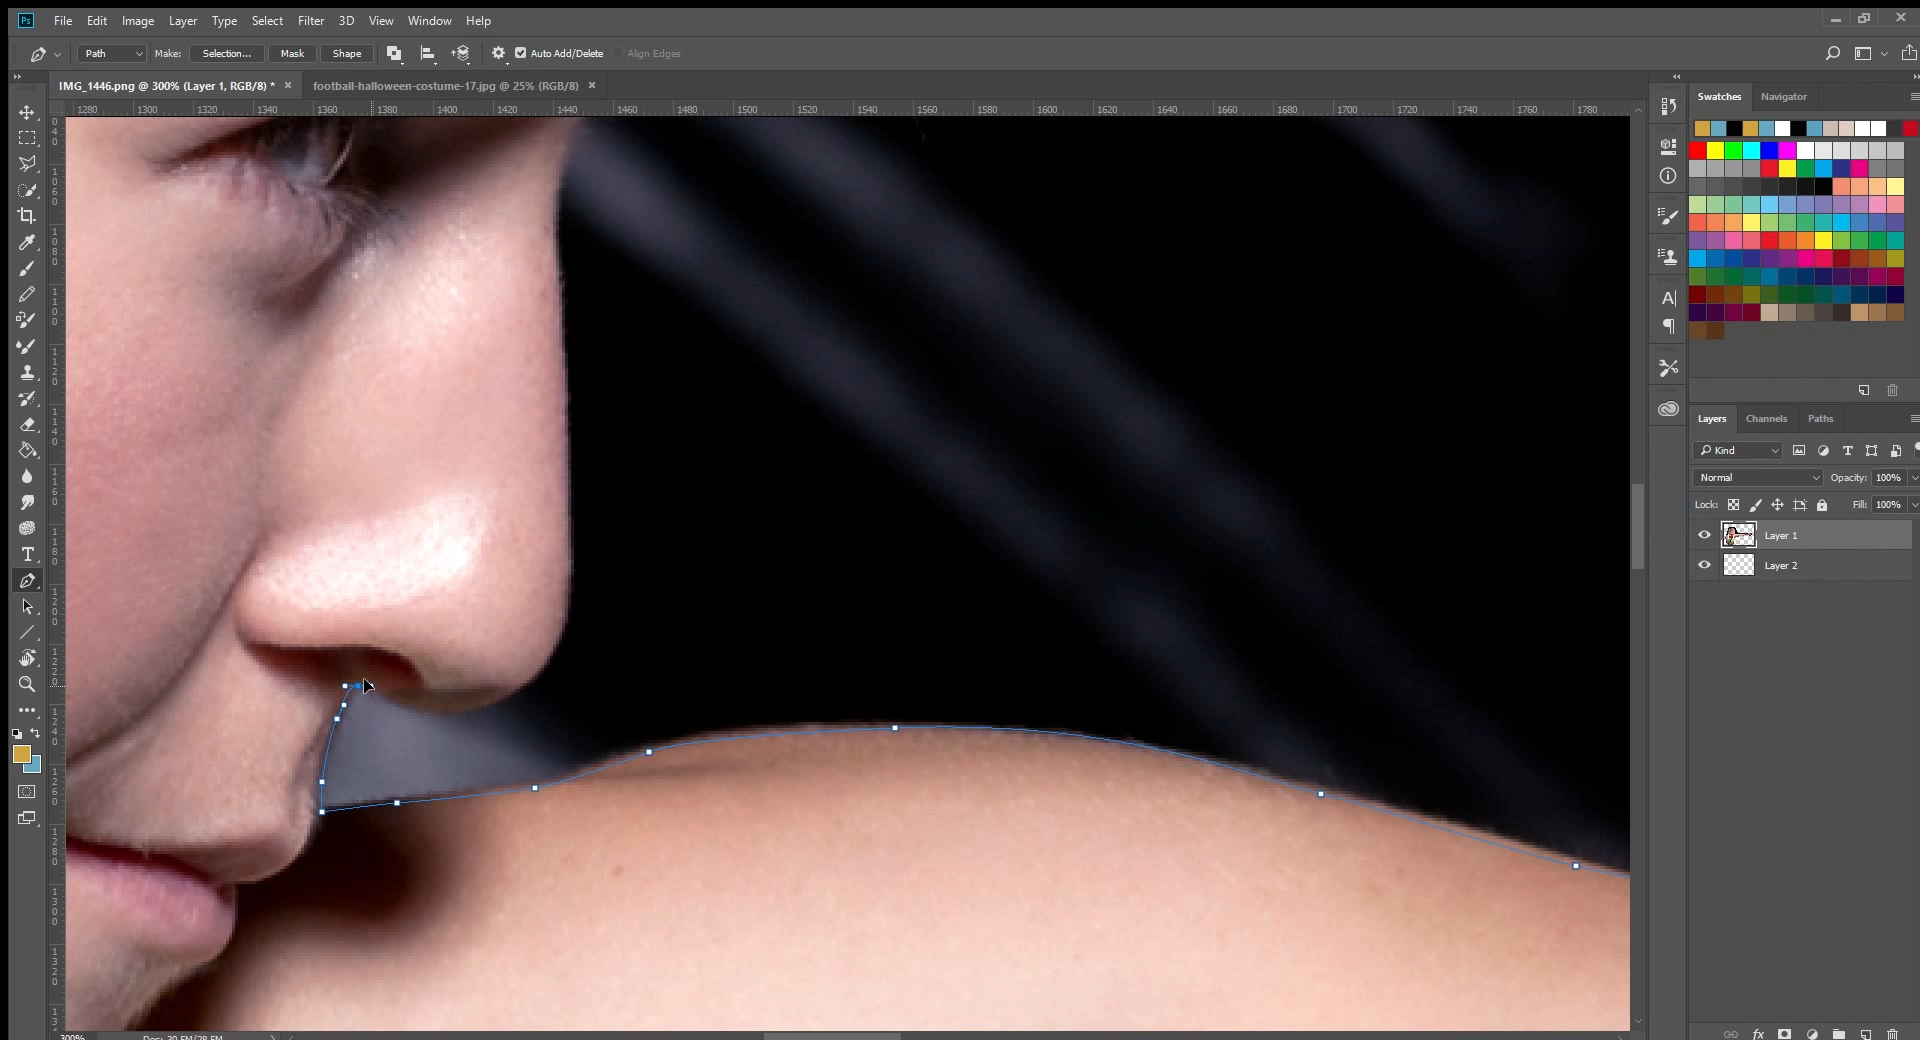 Ps File Edit Image Layer Type Select Filter 3D View Window Help
Path Make: Selection... Mask Shape Auto Add/Delete Align Edges
IMG_1446.png @ 300% (Layer 1, RGB/8) * × football-halloween-costume-17.jpg @ 25% (RGB/8) ×
1280 1300 1320 1340 1360 1380 1400 1420 1440 1460 1480 1500 1520 1540 1560 1580 1600 1620 1640 1660 1680 1700 1720 1740 1760 1780
Swatches Navigator
Layers Channels Paths
Kind
Normal Opacity: 100%
Lock: Fill: 100%
Layer 1
Layer 2
fx
300%